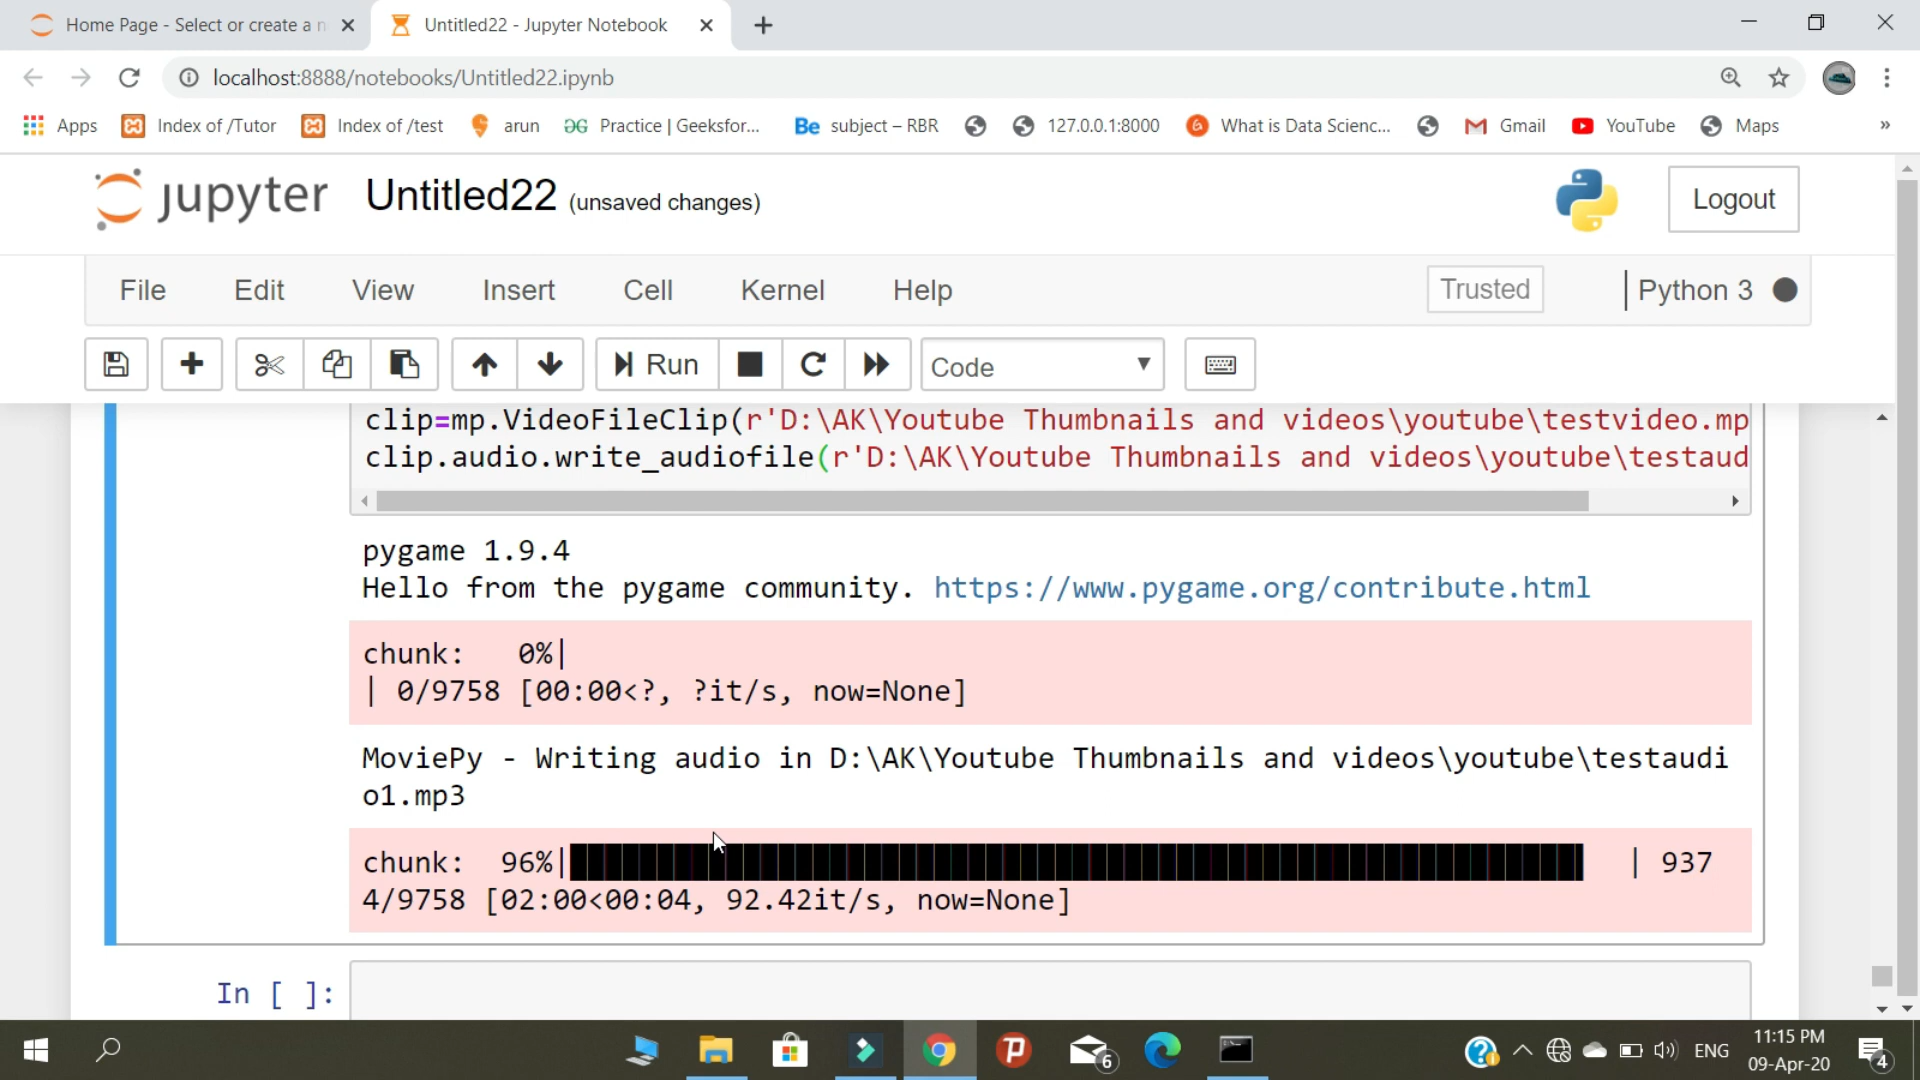 Home Page - Select or create a n
Untitled22 - Jupyter Notebook
localhost:8888/notebooks/Untitled22.ipynb
Apps
Index of /Tutor
Index of /test
arun
Practice | Geeksfor...
Be subject – RBR
127.0.0.1:8000
What is Data Scienc...
Gmail
YouTube
Maps
»
jupyter Untitled22 (unsaved changes)
Logout
File Edit View Insert Cell Kernel Help
Trusted
Python 3
Run
Code
clip=mp.VideoFileClip(r'D:\AK\Youtube Thumbnails and videos\youtube\testvideo.mp
clip.audio.write_audiofile(r'D:\AK\Youtube Thumbnails and videos\youtube\testaud
pygame 1.9.4
Hello from the pygame community. https://www.pygame.org/contribute.html
chunk:   0%|
| 0/9758 [00:00<?, ?it/s, now=None]
MoviePy - Writing audio in D:\AK\Youtube Thumbnails and videos\youtube\testaudi
o1.mp3
chunk:  96%| | 937
4/9758 [02:00<00:04, 92.42it/s, now=None]
In [ ]:
6
ENG
11:15 PM
09-Apr-20
4